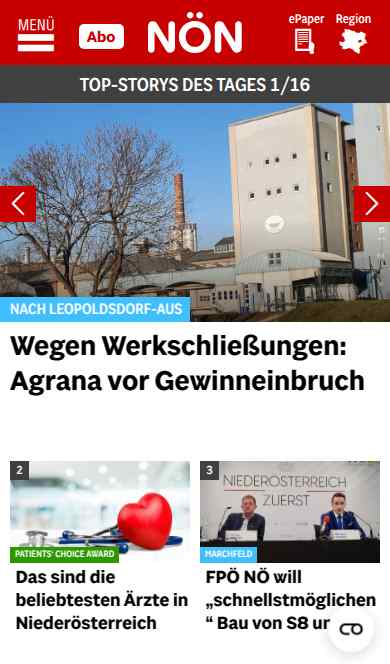 MENÜ
Abo
NÖN
ePaper
Region
TOP-STORYS DES TAGES 1/16
NACH LEOPOLDSDORF-AUS
Wegen Werkschließungen:
Agrana vor Gewinneinbruch
2
PATIENTS' CHOICE AWARD
Das sind die
beliebtesten Ärzte in
Niederösterreich
3
NIEDERÖSTERREICH
ZUERST
MARCHFELD
FPÖ NÖ will
„schnellstmöglichen
“ Bau von S8 un